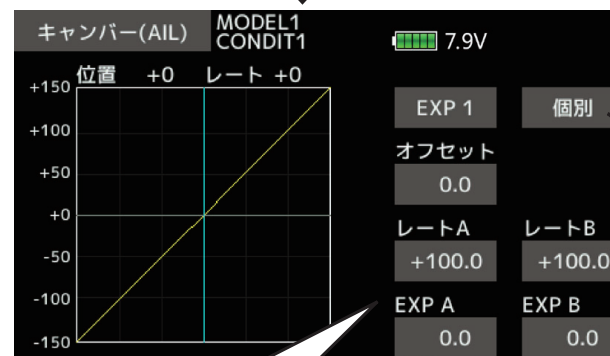 キャンバー(AIL)
MODEL1
CONDIT1
7.9V
位置 +0 レート +0
+150
+100
+50
+0
-50
-100
-150
EXP 1
個別
オフセット
0.0
レートA レートB
+100.0 +100.0
EXP A EXP B
0.0 0.0